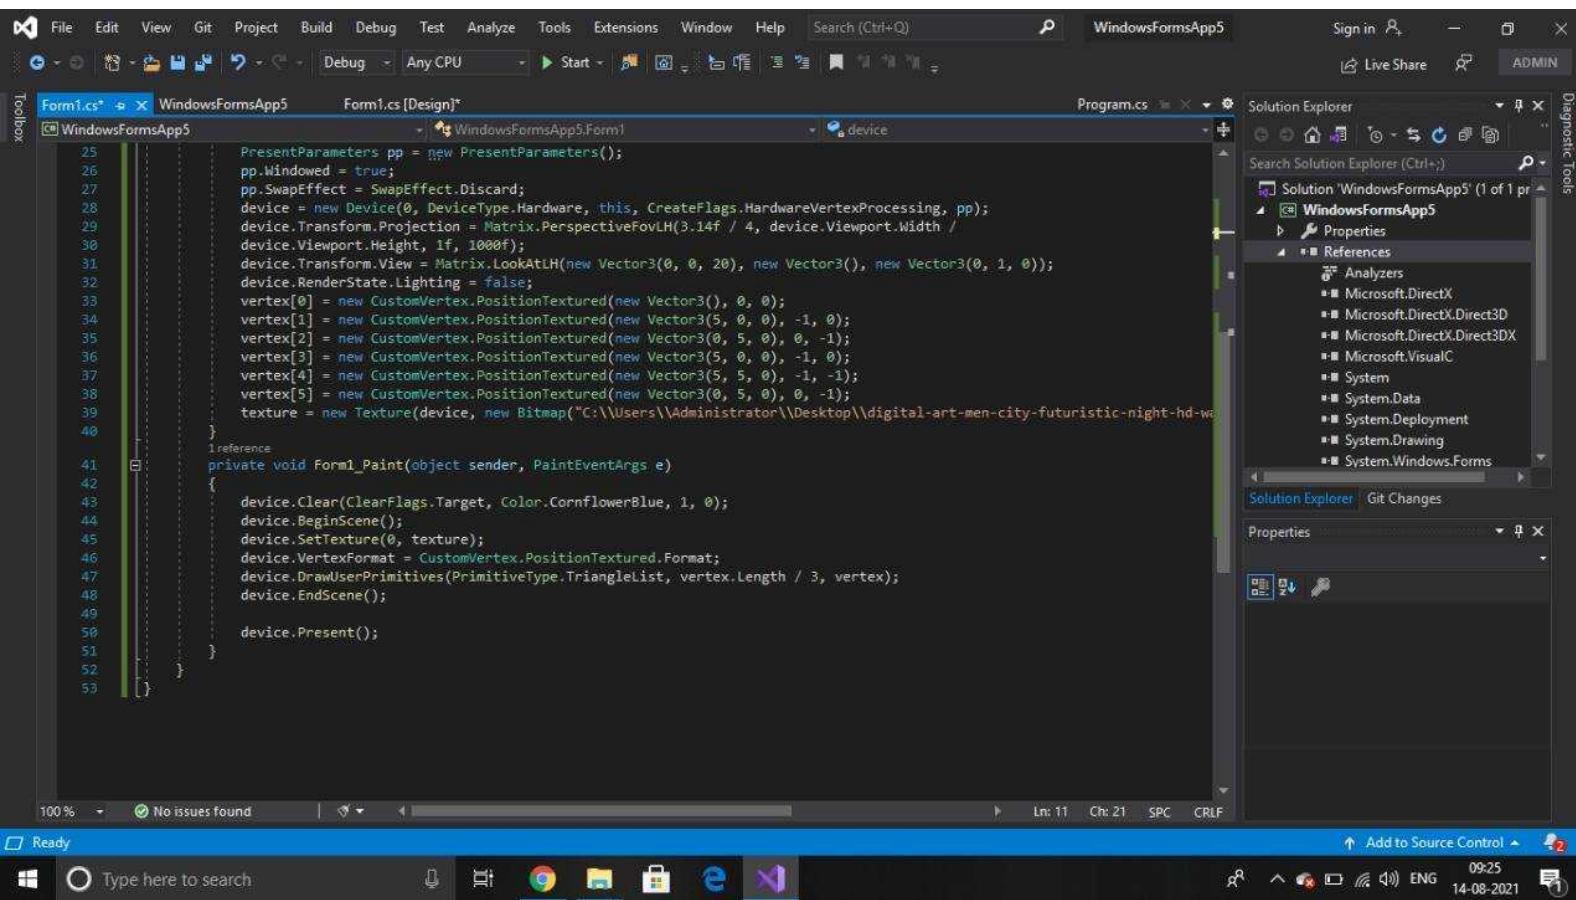 File Edit View Git Project Build Debug Test Analyze Tools Extensions Window Help Search (Ctrl+Q) WindowsFormsApp5 Sign in
Debug Any CPU Start Live Share ADMIN
Toolbox
Form1.cs* WindowsFormsApp5 Form1.cs [Design]* Program.cs
WindowsFormsApp5 WindowsFormsApp5.Form1 device
25 PresentParameters pp = new PresentParameters();
26 pp.Windowed = true;
27 pp.SwapEffect = SwapEffect.Discard;
28 device = new Device(0, DeviceType.Hardware, this, CreateFlags.HardwareVertexProcessing, pp);
29 device.Transform.Projection = Matrix.PerspectiveFovLH(3.14f / 4, device.Viewport.Width /
30 device.Viewport.Height, 1f, 1000f);
31 device.Transform.View = Matrix.LookAtLH(new Vector3(0, 0, 20), new Vector3(), new Vector3(0, 1, 0));
32 device.RenderState.Lighting = false;
33 vertex[0] = new CustomVertex.PositionTextured(new Vector3(), 0, 0);
34 vertex[1] = new CustomVertex.PositionTextured(new Vector3(5, 0, 0), -1, 0);
35 vertex[2] = new CustomVertex.PositionTextured(new Vector3(0, 5, 0), 0, -1);
36 vertex[3] = new CustomVertex.PositionTextured(new Vector3(5, 0, 0), -1, 0);
37 vertex[4] = new CustomVertex.PositionTextured(new Vector3(5, 5, 0), -1, -1);
38 vertex[5] = new CustomVertex.PositionTextured(new Vector3(0, 5, 0), 0, -1);
39 texture = new Texture(device, new Bitmap("C:\\Users\\Administrator\\Desktop\\digital-art-men-city-futuristic-night-hd-wa
40 }
1 reference
41 private void Form1_Paint(object sender, PaintEventArgs e)
42 {
43 device.Clear(ClearFlags.Target, Color.CornflowerBlue, 1, 0);
44 device.BeginScene();
45 device.SetTexture(0, texture);
46 device.VertexFormat = CustomVertex.PositionTextured.Format;
47 device.DrawUserPrimitives(PrimitiveType.TriangleList, vertex.Length / 3, vertex);
48 device.EndScene();
49
50 device.Present();
51 }
52 }
53 }
100 % No issues found Ln: 11 Ch: 21 SPC CRLF
Solution Explorer
Search Solution Explorer (Ctrl+;)
Solution 'WindowsFormsApp5' (1 of 1 pr
C# WindowsFormsApp5
Properties
References
Analyzers
Microsoft.DirectX
Microsoft.DirectX.Direct3D
Microsoft.DirectX.Direct3DX
Microsoft.VisualC
System
System.Data
System.Deployment
System.Drawing
System.Windows.Forms
Solution Explorer Git Changes
Properties
Diagnostic Tools
Ready Add to Source Control 2
Type here to search ENG 09:25
14-08-2021 1